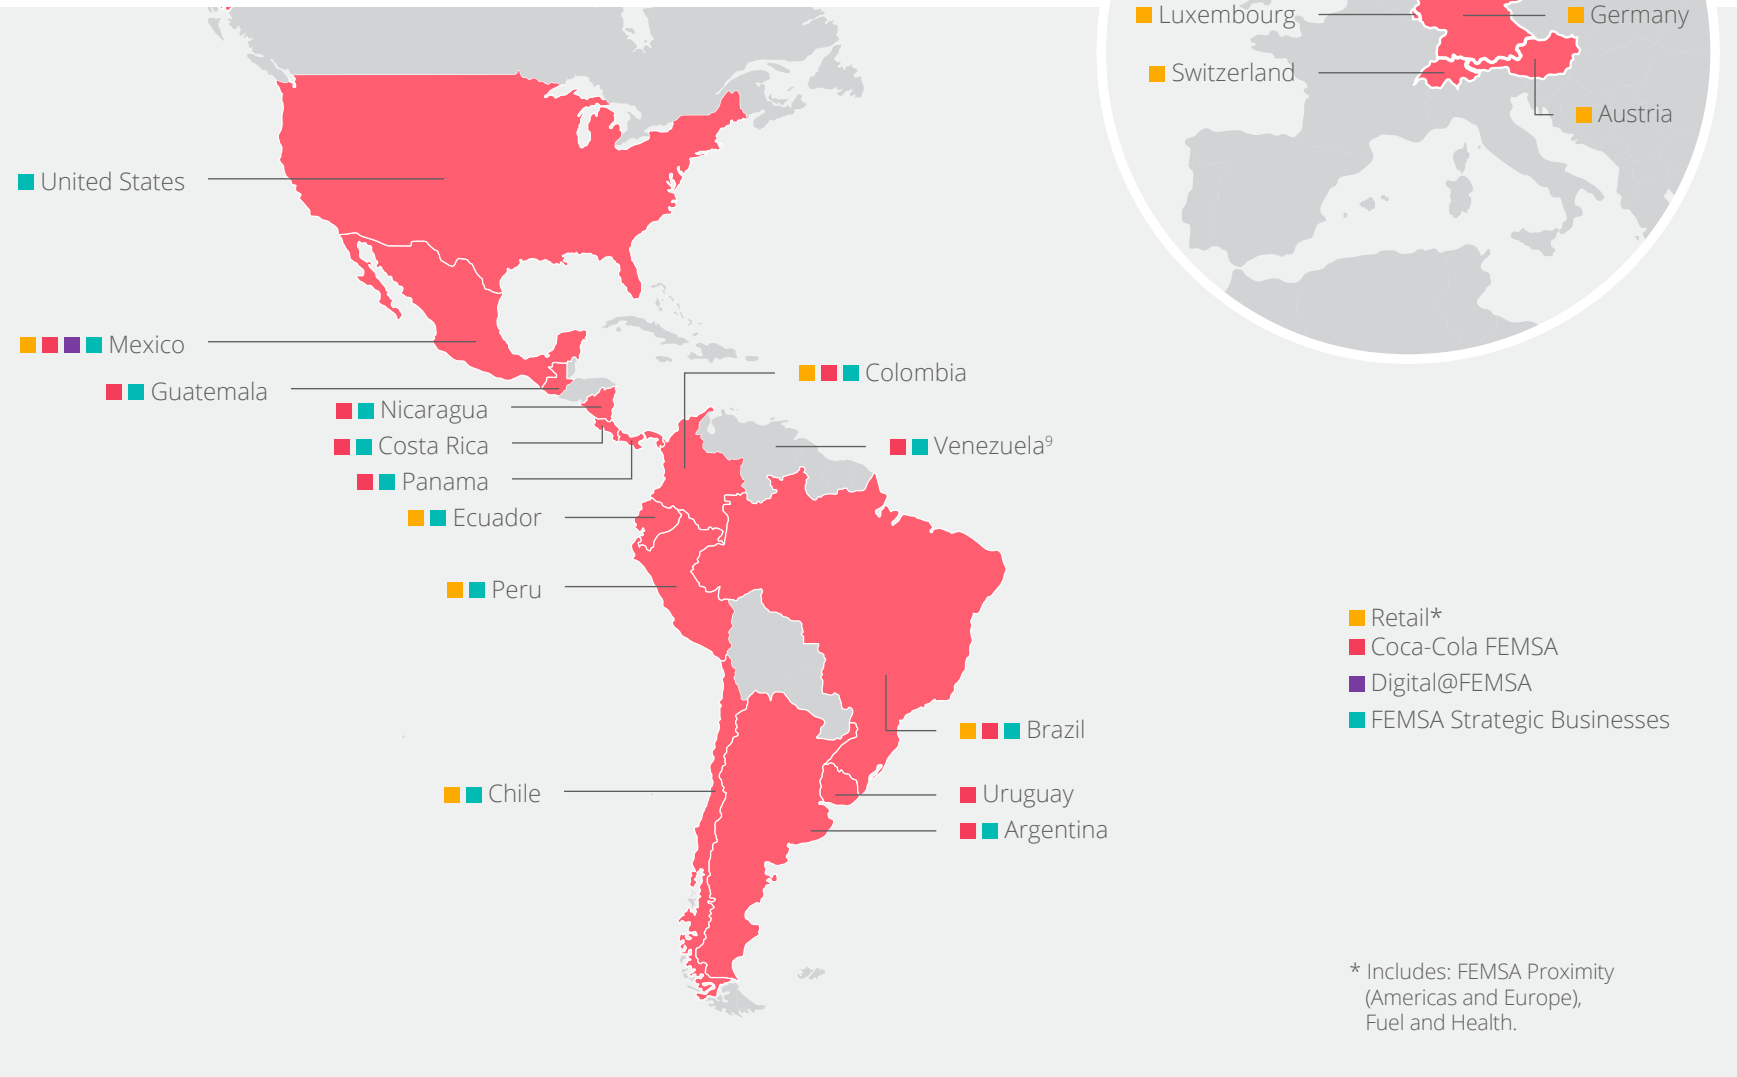 Luxembourg
Germany
Switzerland
Austria
United States
Mexico
Guatemala
Nicaragua
Costa Rica
Panama
Ecuador
Peru
Chile
Colombia
Venezuela⁹
Brazil
Uruguay
Argentina
Retail*
Coca-Cola FEMSA
Digital@FEMSA
FEMSA Strategic Businesses
* Includes: FEMSA Proximity
(Americas and Europe),
Fuel and Health.